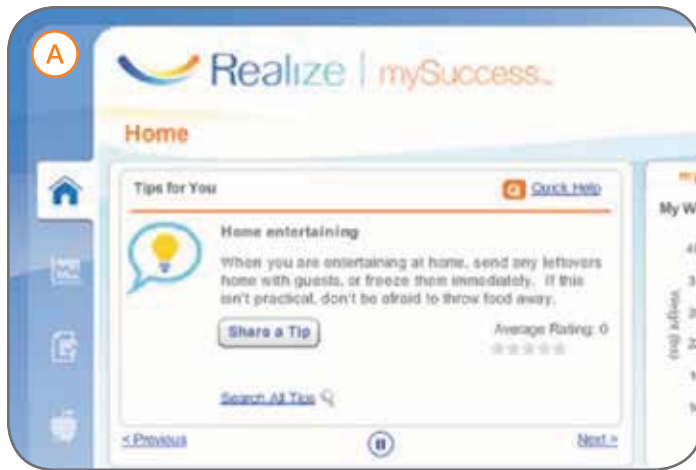 A
Realize | mySuccess
Home
Tips for You
Quick Help
My W
Home entertaining
When you are entertaining at home, send any leftovers
home with guests, or freeze them immediately. If this
isn't practical, don't be afraid to throw food away.
Weight (lbs)
Share a Tip
Average Rating: 0
Search All Tips
< Previous
Next >